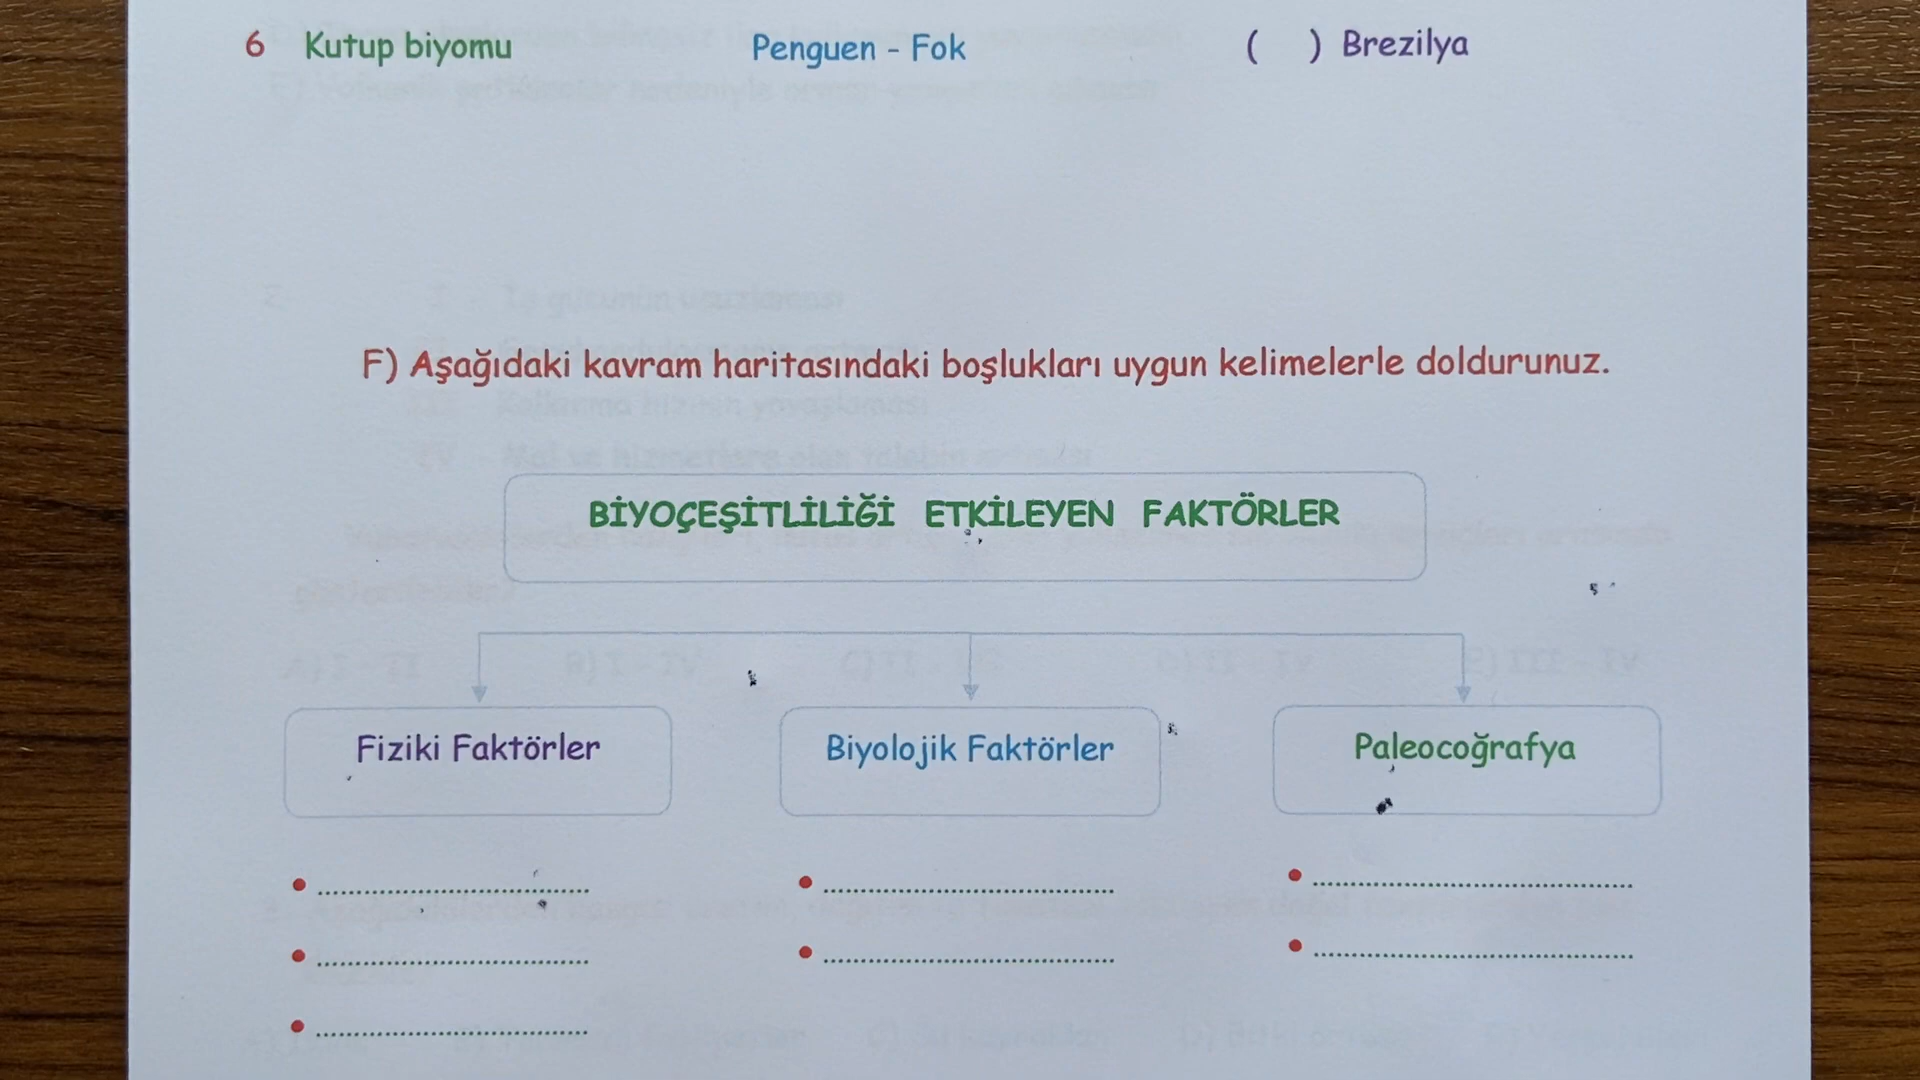 6 Kutup biyomu Penguen - Fok ( ) Brezilya
F) Aşağıdaki kavram haritasındaki boşlukları uygun kelimelerle doldurunuz.
BİYOÇEŞİTLİLİĞİ ETKİLEYEN FAKTÖRLER
Fiziki Faktörler Biyolojik Faktörler Paleocoğrafya
• .................... • .................... • ....................
• .................... • .................... • ....................
• ....................